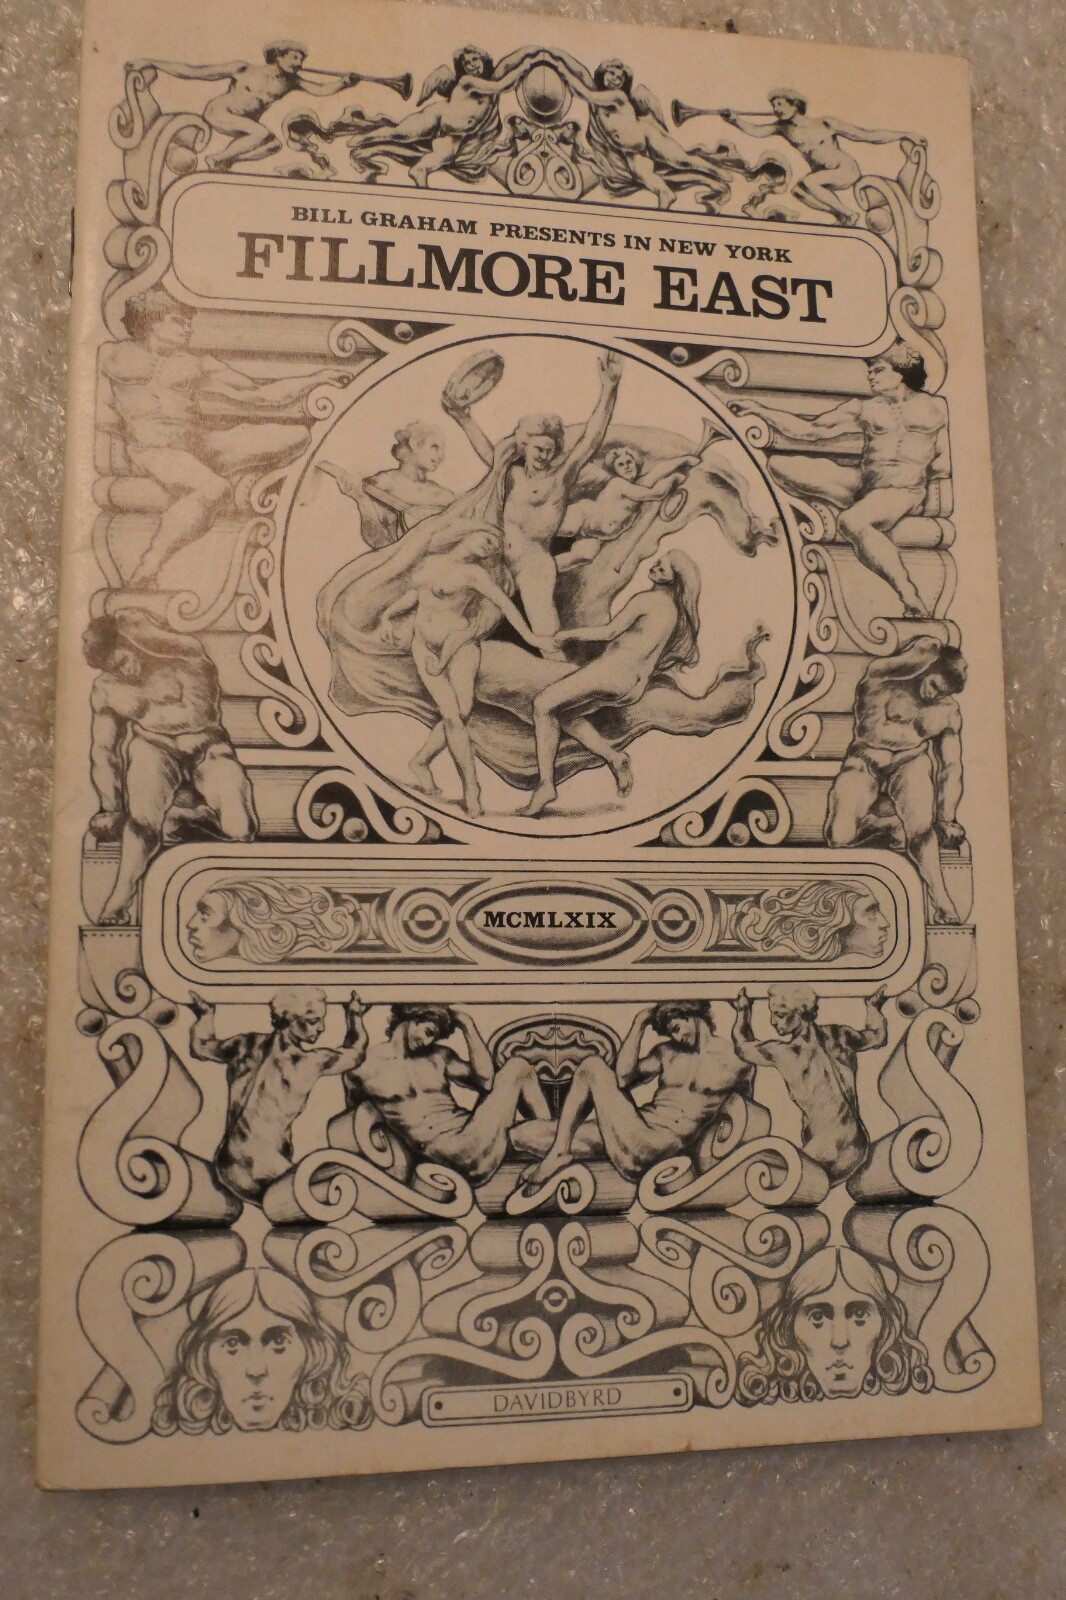 BILL GRAHAM PRESENTS IN NEW YORK
FILLMORE EAST
MCMLXIX
DAVIDBYRD